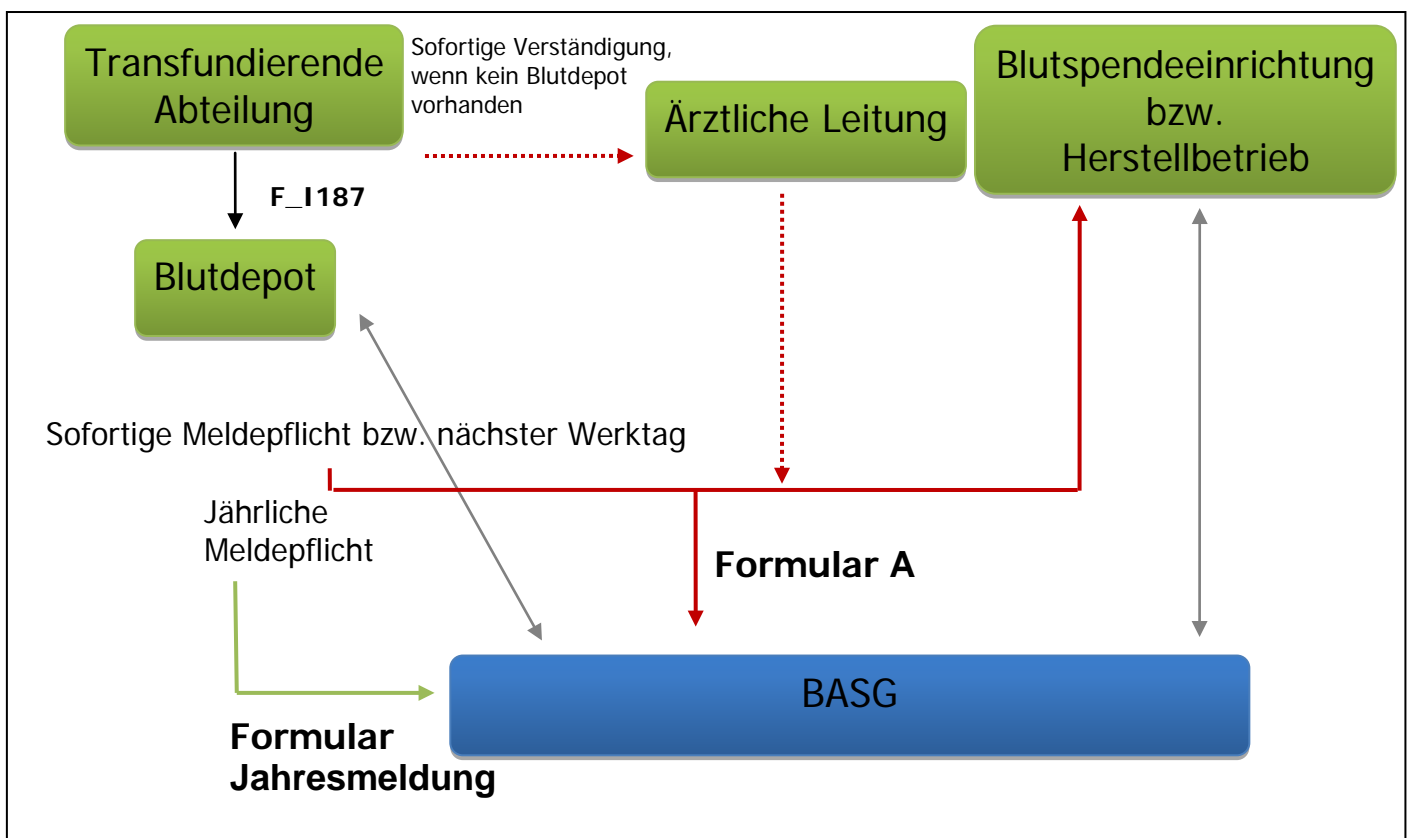 Transfundierende
Abteilung
Sofortige Verständigung,
wenn kein Blutdepot
vorhanden
Ärztliche Leitung
Blutspendeeinrichtung
bzw.
Herstellbetrieb
F_I187
Blutdepot
Sofortige Meldepflicht bzw. nächster Werktag
Jährliche
Meldepflicht
Formular A
BASG
Formular
Jahresmeldung